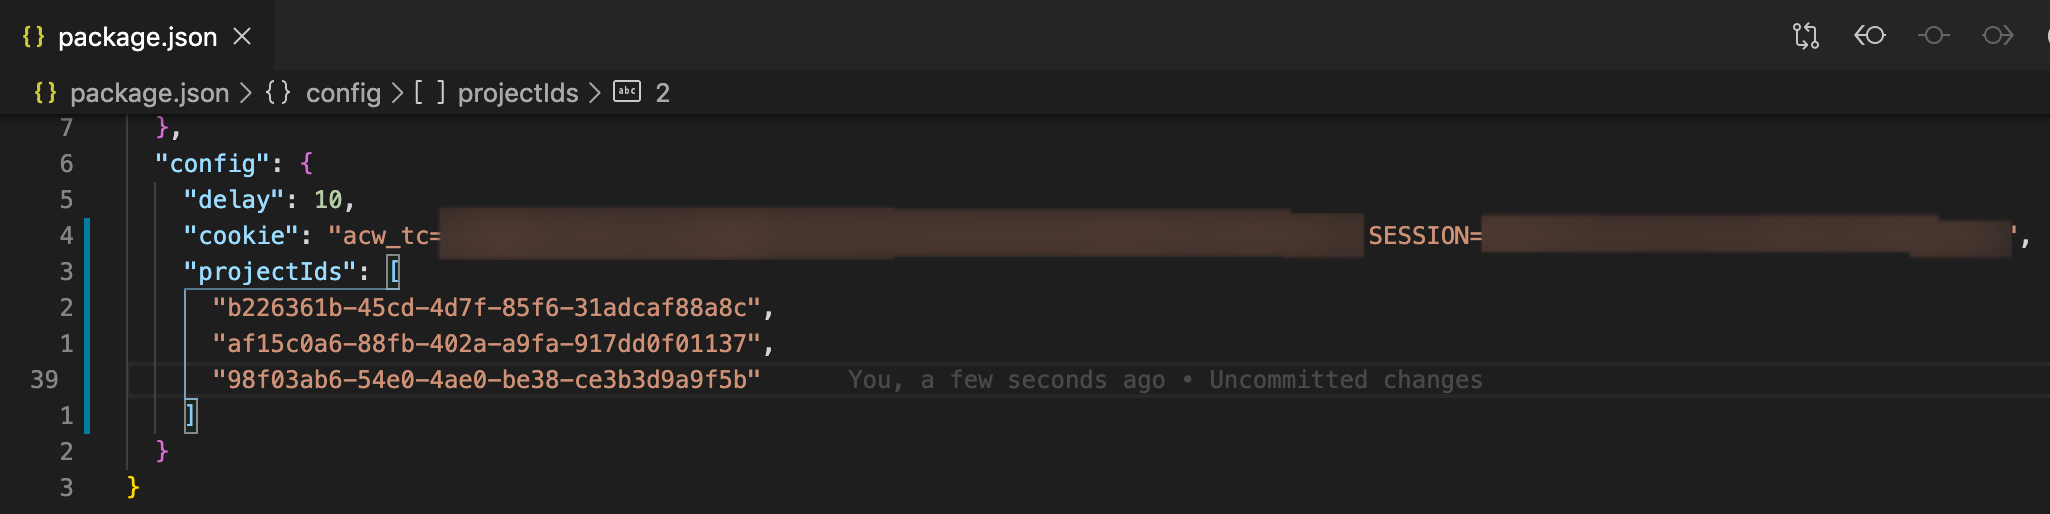 {} package.json ×
{} package.json > {} config > [ ] projectIds > abc 2
7 },
6 "config": {
5 "delay": 10,
4 "cookie": "acw_tc= SESSION= ",
3 "projectIds": [
2 "b226361b-45cd-4d7f-85f6-31adcaf88a8c",
1 "af15c0a6-88fb-402a-a9fa-917dd0f01137",
39 "98f03ab6-54e0-4ae0-be38-ce3b3d9a9f5b" You, a few seconds ago • Uncommitted changes
1 ]
2 }
3 }